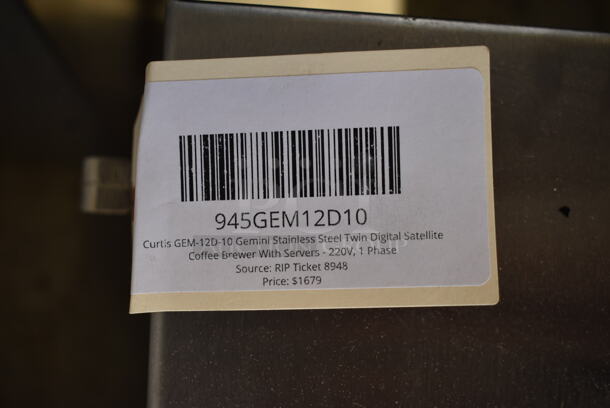 945GEM12D10
Curtis GEM-12D-10 Gemini Stainless Steel Twin Digital Satellite
Coffee Brewer With Servers - 220V, 1 Phase
Source: RIP Ticket 8948
Price: $1679